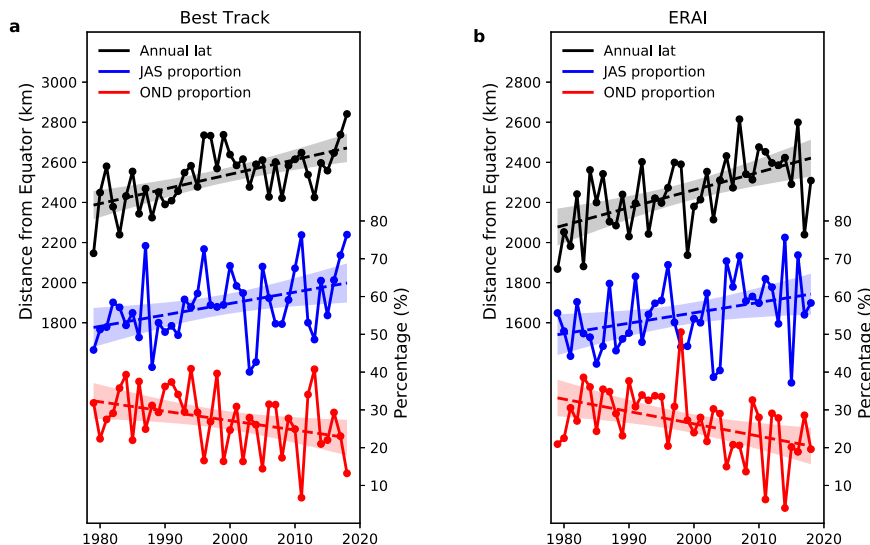 a
Best Track
Annual lat
JAS proportion
OND proportion
Distance from Equator (km)
3000
2800
2600
2400
2200
2000
1800
80
70
60
50
40
30
20
10
Percentage (%)
1980 1990 2000 2010 2020
b
ERAI
Annual lat
JAS proportion
OND proportion
Distance from Equator (km)
2800
2600
2400
2200
2000
1800
1600
80
70
60
50
40
30
20
10
Percentage (%)
1980 1990 2000 2010 2020